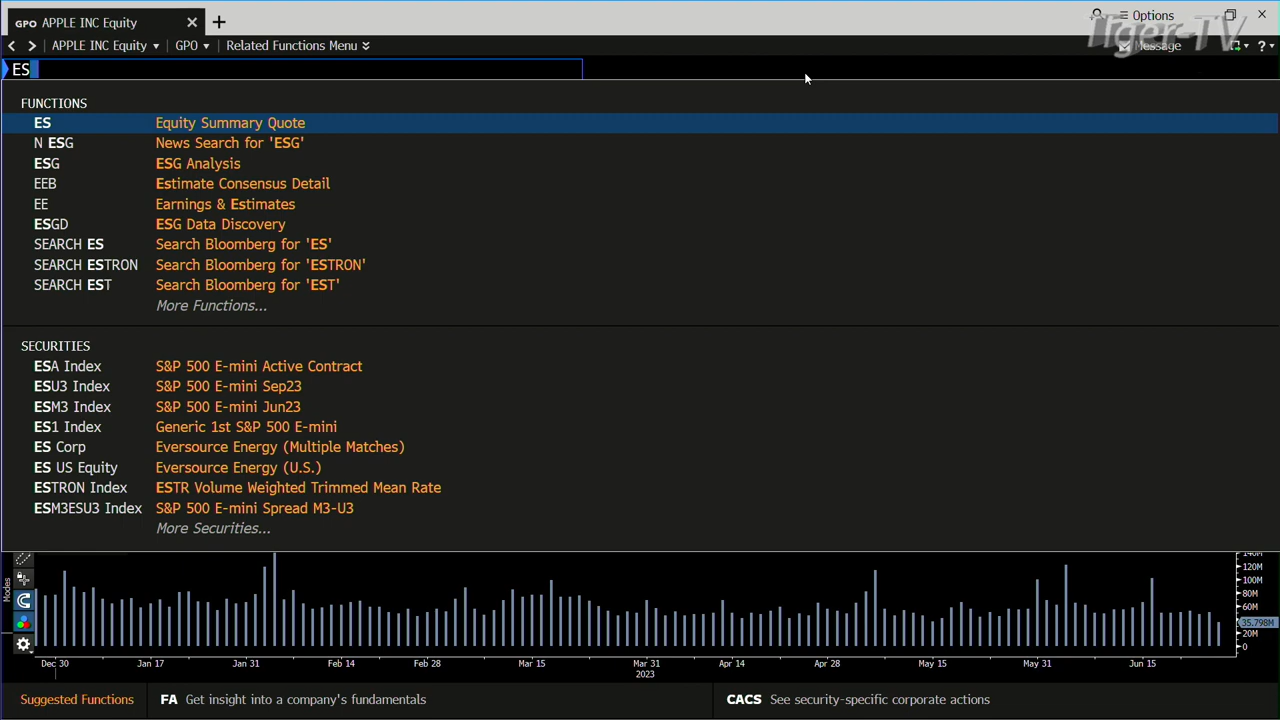 GPO APPLE INC Equity
Options
APPLE INC Equity GPO Related Functions Menu
Message
Tiger-TV
ES
FUNCTIONS
ES Equity Summary Quote
N ESG News Search for 'ESG'
ESG ESG Analysis
EEB Estimate Consensus Detail
EE Earnings & Estimates
ESGD ESG Data Discovery
SEARCH ES Search Bloomberg for 'ES'
SEARCH ESTRON Search Bloomberg for 'ESTRON'
SEARCH EST Search Bloomberg for 'EST'
More Functions...
SECURITIES
ESA Index S&P 500 E-mini Active Contract
ESU3 Index S&P 500 E-mini Sep23
ESM3 Index S&P 500 E-mini Jun23
ES1 Index Generic 1st S&P 500 E-mini
ES Corp Eversource Energy (Multiple Matches)
ES US Equity Eversource Energy (U.S.)
ESTRON Index ESTR Volume Weighted Trimmed Mean Rate
ESM3ESU3 Index S&P 500 E-mini Spread M3-U3
More Securities...
Modes
140M
120M
100M
80M
60M
35.798M
20M
0
Dec 30 Jan 17 Jan 31 Feb 14 Feb 28 Mar 15 Mar 31 Apr 14 Apr 28 May 15 May 31 Jun 15
2023
Suggested Functions FA Get insight into a company's fundamentals CACS See security-specific corporate actions